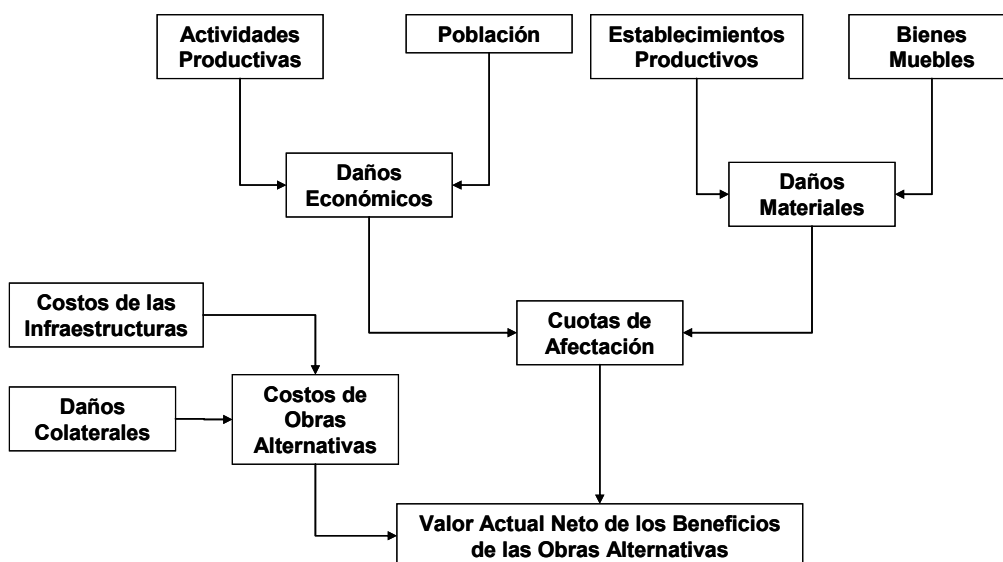 Actividades
Productivas
Población
Establecimientos
Productivos
Bienes
Muebles
Daños
Económicos
Daños
Materiales
Costos de las
Infraestructuras
Cuotas de
Afectación
Daños
Colaterales
Costos de
Obras
Alternativas
Valor Actual Neto de los Beneficios
de las Obras Alternativas